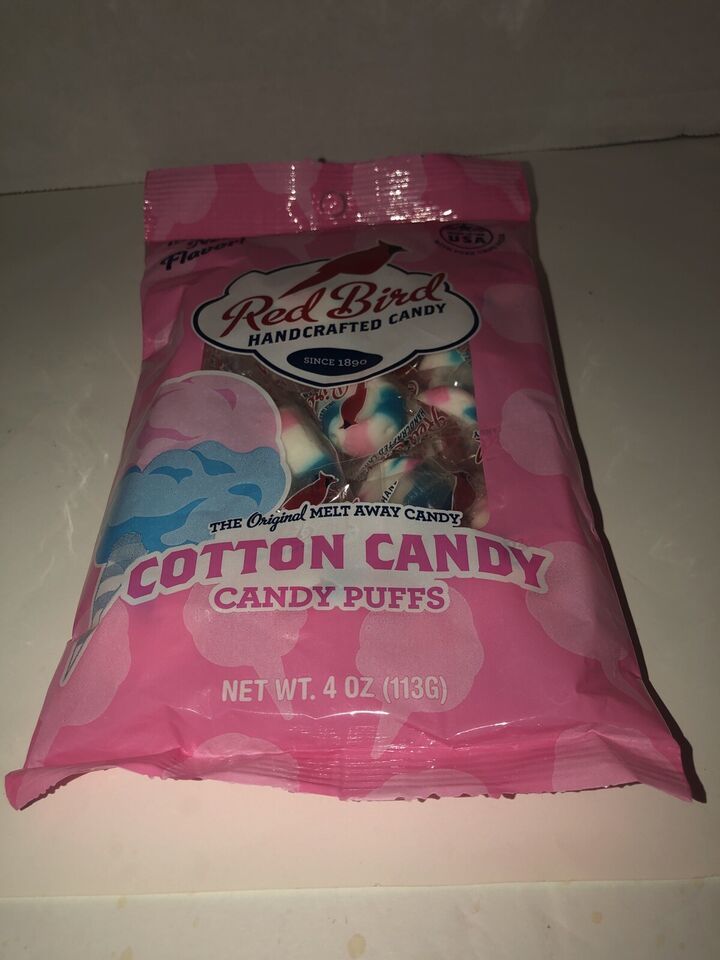 Flavor!
USA
Red Bird
HANDCRAFTED CANDY
SINCE 1890
THE Original MELT AWAY CANDY
COTTON CANDY
CANDY PUFFS
NET WT. 4 OZ (113G)